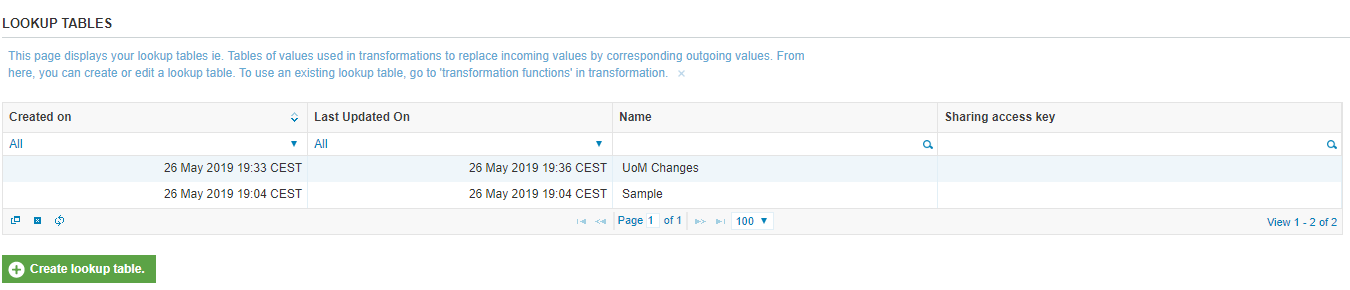 LOOKUP TABLES
This page displays your lookup tables ie. Tables of values used in transformations to replace incoming values by corresponding outgoing values. From
here, you can create or edit a lookup table. To use an existing lookup table, go to 'transformation functions' in transformation. ×
Created on Last Updated On Name Sharing access key
All All
26 May 2019 19:33 CEST 26 May 2019 19:36 CEST UoM Changes
26 May 2019 19:04 CEST 26 May 2019 19:04 CEST Sample
Page 1 of 1 100 View 1 - 2 of 2
Create lookup table.